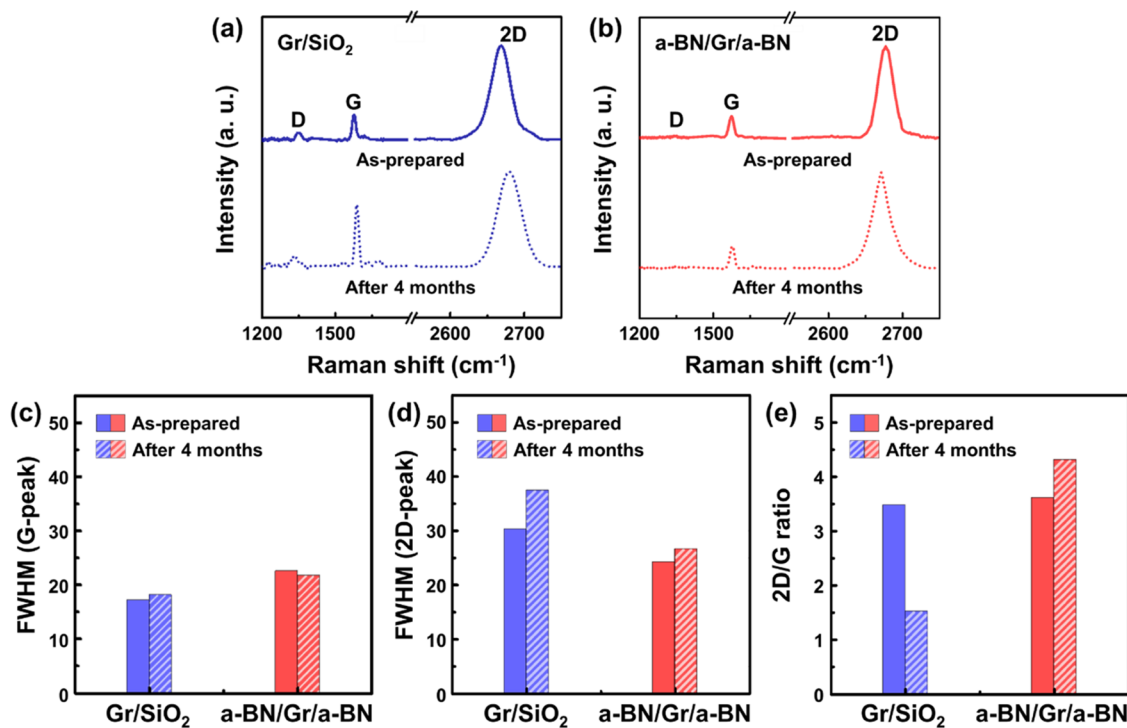 (a)
Gr/SiO₂
2D
D
G
As-prepared
After 4 months
Intensity (a. u.)
1200
1500
2600
2700
Raman shift (cm⁻¹)
(b)
a-BN/Gr/a-BN
2D
D
G
As-prepared
After 4 months
Intensity (a. u.)
1200
1500
2600
2700
Raman shift (cm⁻¹)
(c)
As-prepared
After 4 months
FWHM (G-peak)
50
40
30
20
10
0
Gr/SiO₂
a-BN/Gr/a-BN
(d)
As-prepared
After 4 months
FWHM (2D-peak)
50
40
30
20
10
0
Gr/SiO₂
a-BN/Gr/a-BN
(e)
As-prepared
After 4 months
2D/G ratio
5
4
3
2
1
0
Gr/SiO₂
a-BN/Gr/a-BN